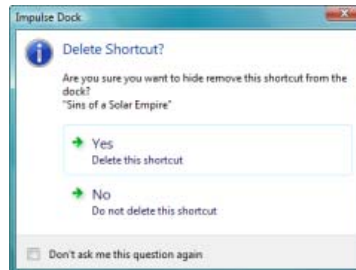 Impulse Dock
Delete Shortcut?
Are you sure you want to hide remove this shortcut from the
dock?
"Sins of a Solar Empire"
Yes
Delete this shortcut
No
Do not delete this shortcut
Don't ask me this question again